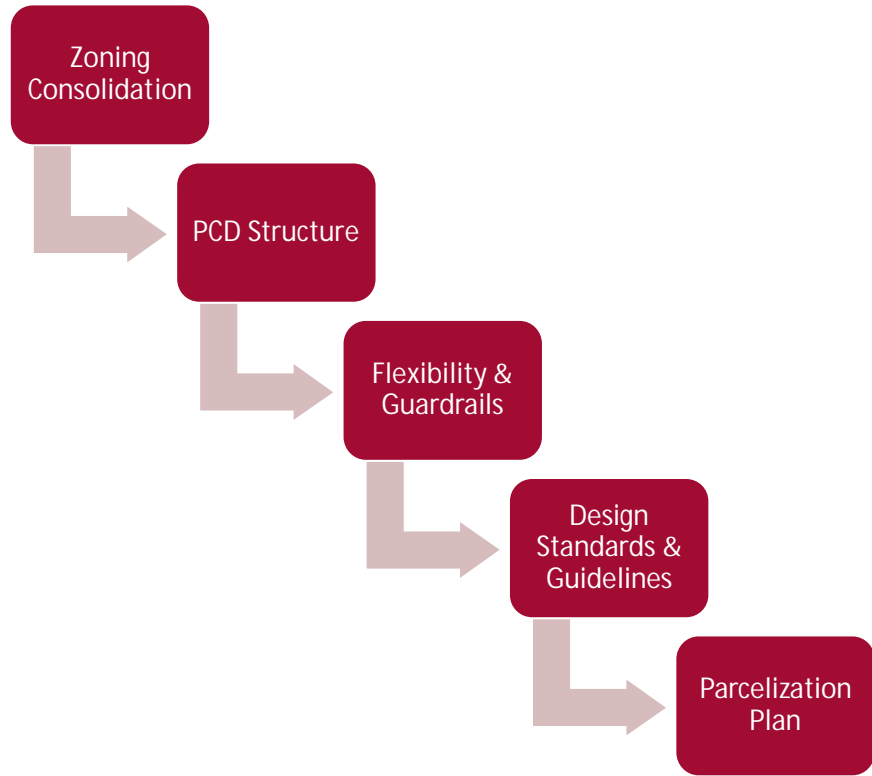 Zoning
Consolidation
PCD Structure
Flexibility &
Guardrails
Design
Standards &
Guidelines
Parcelization
Plan